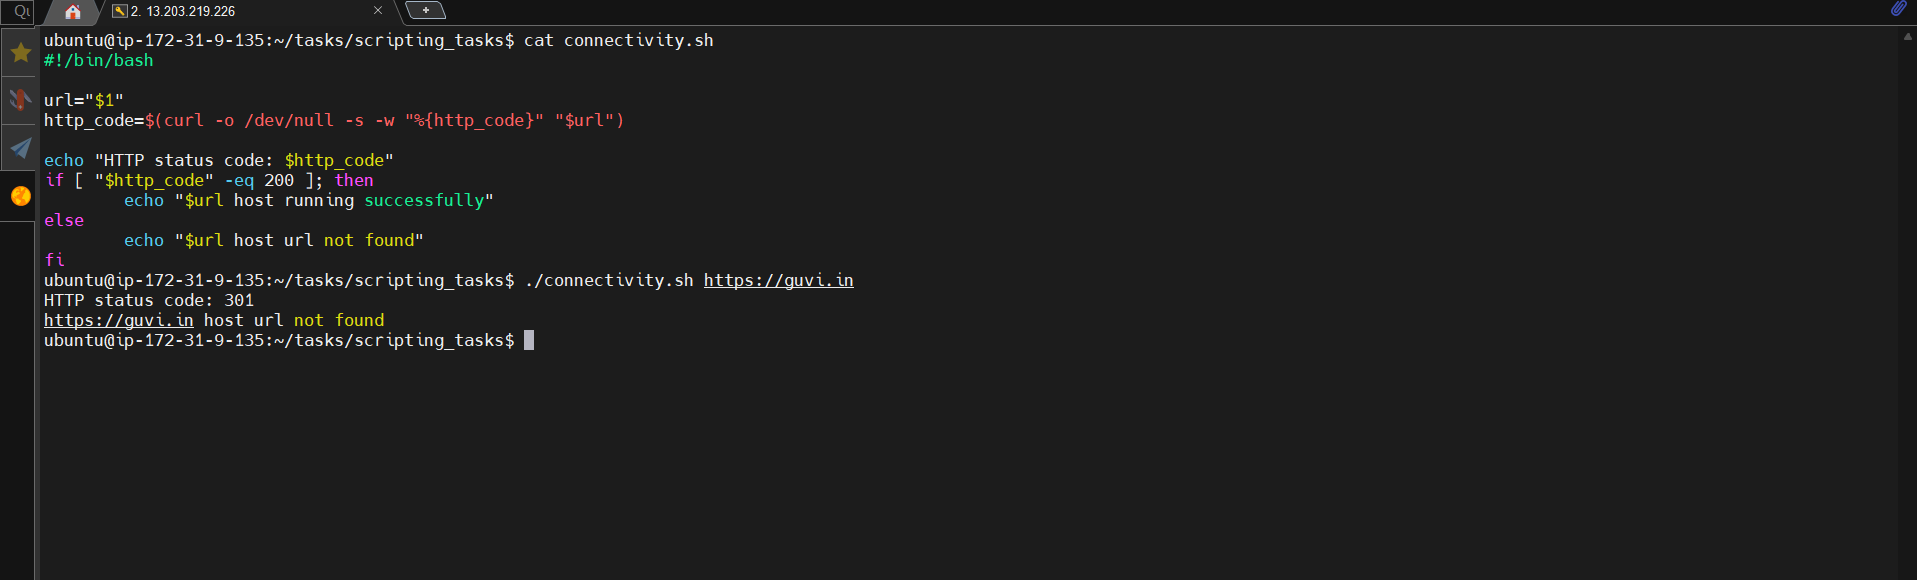 Qu
2. 13.203.219.226
ubuntu@ip-172-31-9-135:~/tasks/scripting_tasks$ cat connectivity.sh
#!/bin/bash
url="$1"
http_code=$(curl -o /dev/null -s -w "%{http_code}" "$url")
echo "HTTP status code: $http_code"
if [ "$http_code" -eq 200 ]; then
        echo "$url host running successfully"
else
        echo "$url host url not found"
fi
ubuntu@ip-172-31-9-135:~/tasks/scripting_tasks$ ./connectivity.sh https://guvi.in
HTTP status code: 301
https://guvi.in host url not found
ubuntu@ip-172-31-9-135:~/tasks/scripting_tasks$